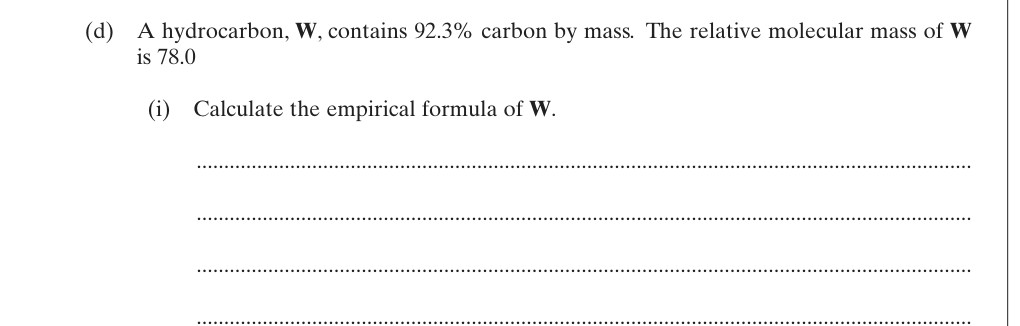 (d) A hydrocarbon, W, contains 92.3% carbon by mass. The relative molecular mass of W
is 78.0
(i) Calculate the empirical formula of W.